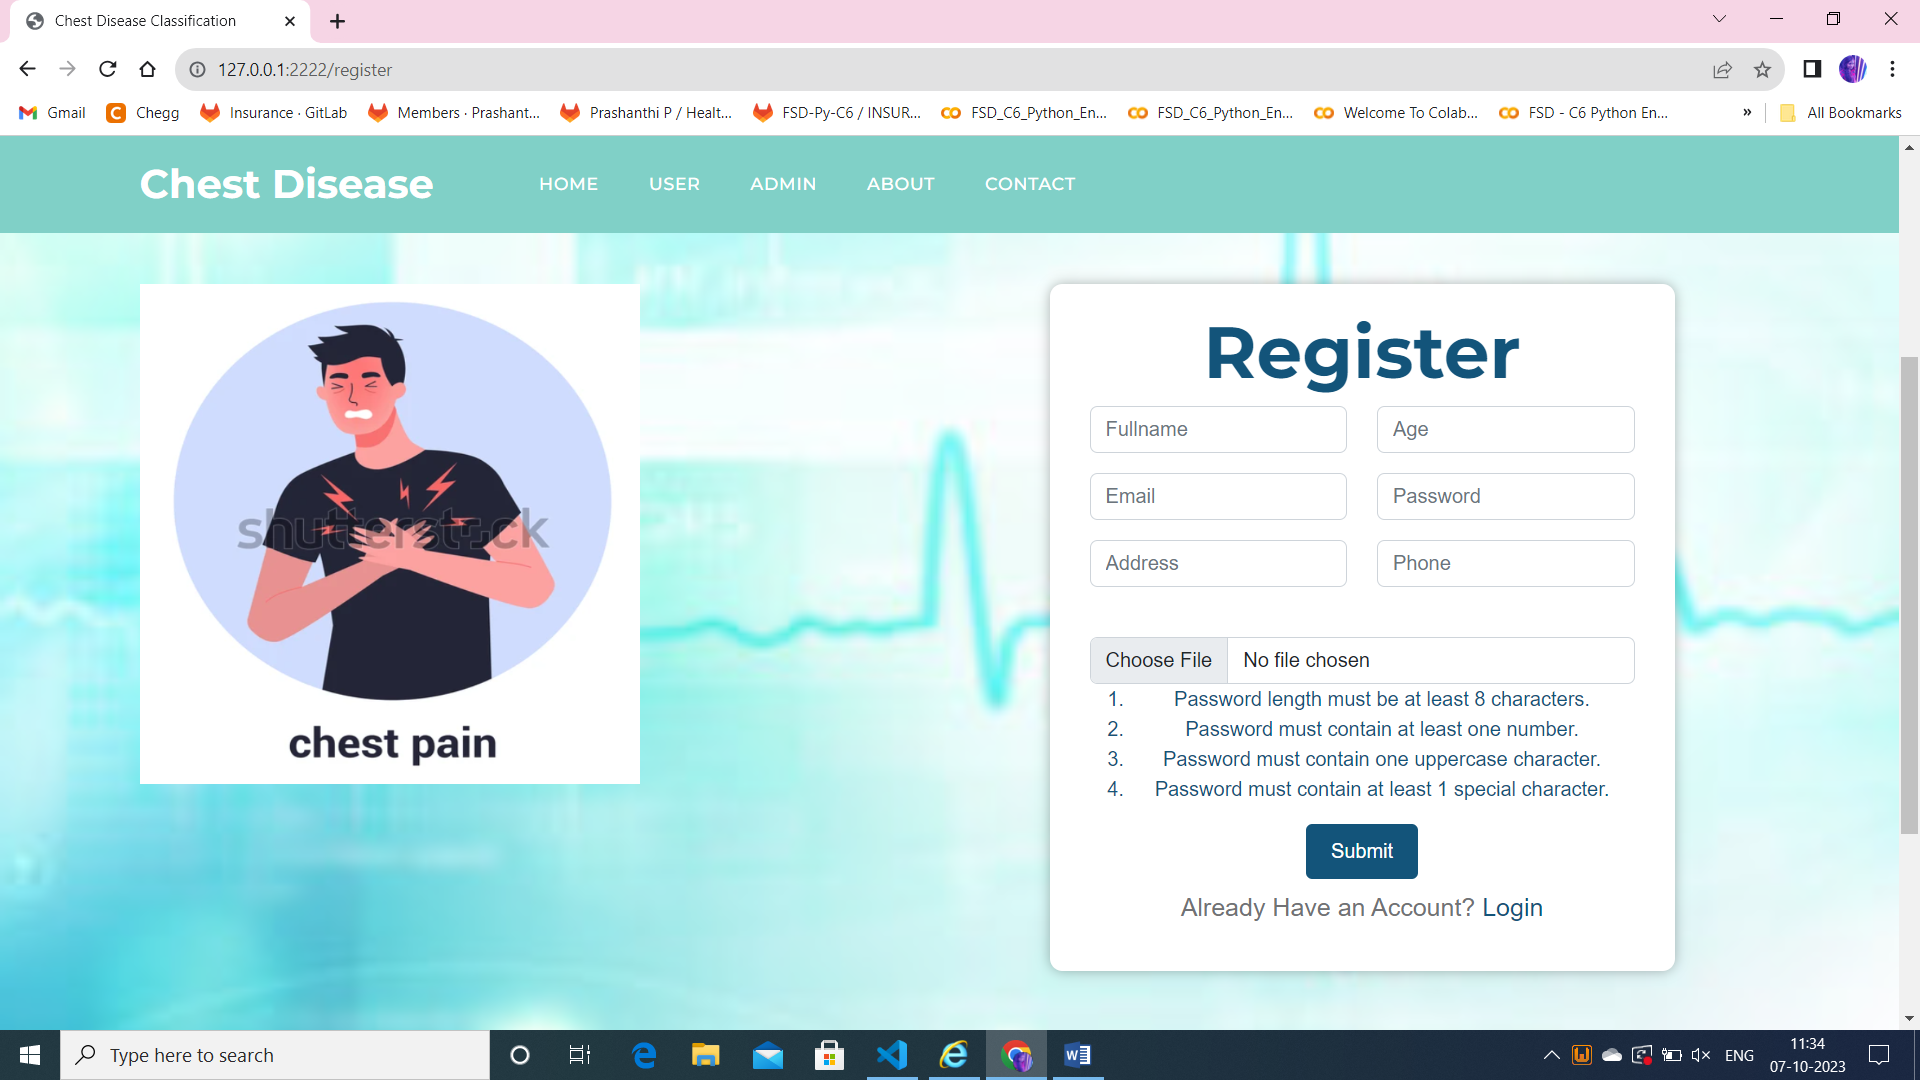 Chest Disease Classification
127.0.0.1:2222/register
Gmail
Chegg
Insurance · GitLab
Members · Prashant...
Prashanthi P / Healt...
FSD-Py-C6 / INSUR...
FSD_C6_Python_En...
FSD_C6_Python_En...
Welcome To Colab...
FSD - C6 Python En...
»
All Bookmarks
Chest Disease
HOME
USER
ADMIN
ABOUT
CONTACT
shutterstock
chest pain
Register
Fullname
Age
Email
Password
Address
Phone
Choose File
No file chosen
1. Password length must be at least 8 characters.
2. Password must contain at least one number.
3. Password must contain one uppercase character.
4. Password must contain at least 1 special character.
Submit
Already Have an Account? Login
Type here to search
ENG
11:34
07-10-2023